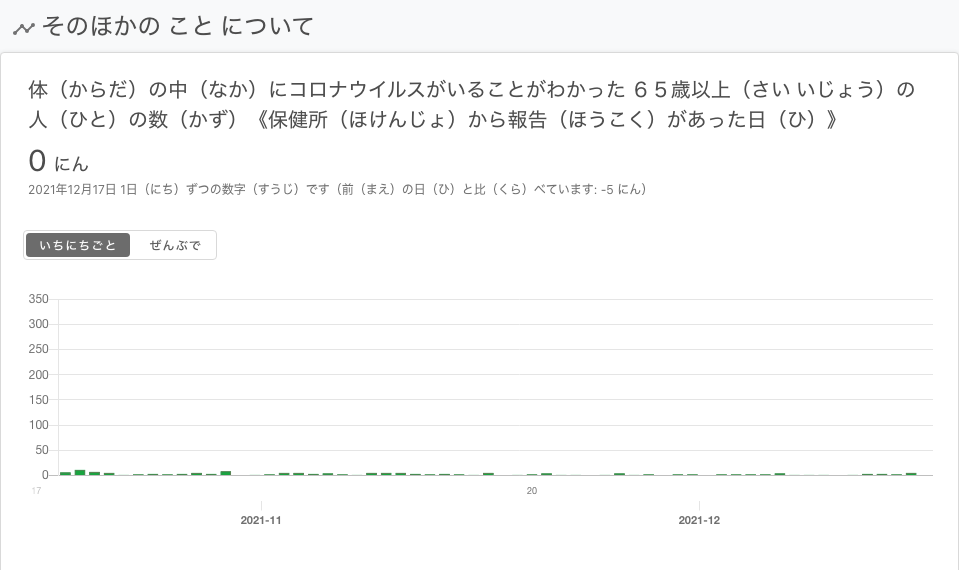 そのほかの こと について
体（からだ）の中（なか）にコロナウイルスがいることがわかった ６５歳以上（さい いじょう）の
人（ひと）の数（かず）《保健所（ほけんじょ）から報告（ほうこく）があった日（ひ）》
0 にん
2021年12月17日 1日（にち）ずつの数字（すうじ）です（前（まえ）の日（ひ）と比（くら）べています: -5 にん）
いちにちごと ぜんぶで
350
300
250
200
150
100
50
0
17 20
2021-11 2021-12